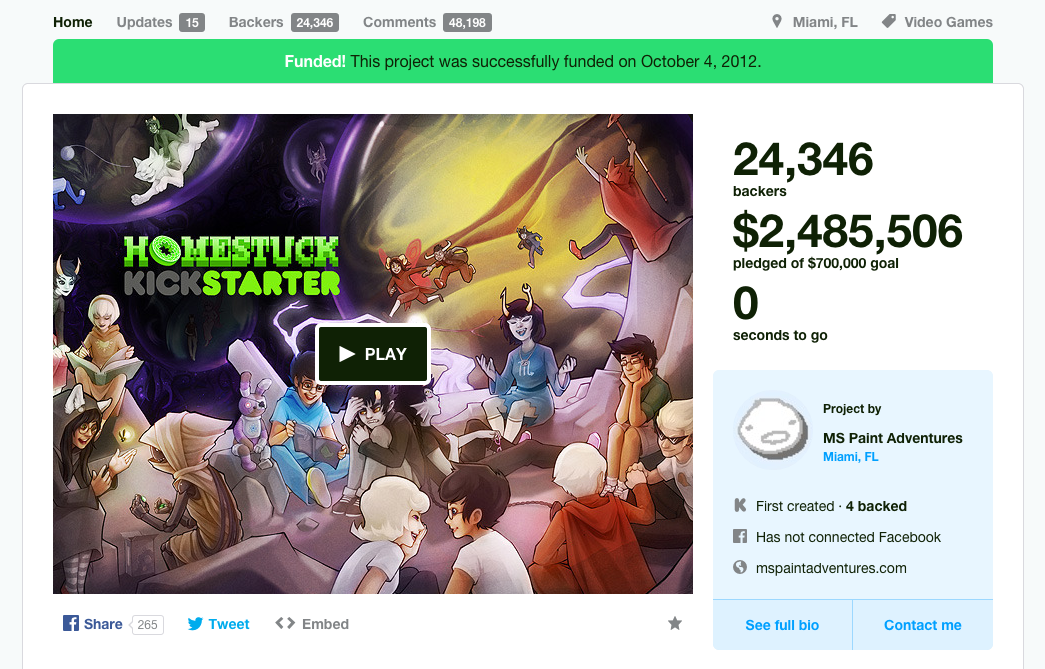 Home Updates 15 Backers 24,346 Comments 48,198 Miami, FL Video Games
Funded! This project was successfully funded on October 4, 2012.
HOMESTUCK
KICKSTARTER
PLAY
24,346
backers
$2,485,506
pledged of $700,000 goal
0
seconds to go
Project by
MS Paint Adventures
Miami, FL
First created · 4 backed
Has not connected Facebook
mspaintadventures.com
See full bio Contact me
Share 265 Tweet Embed